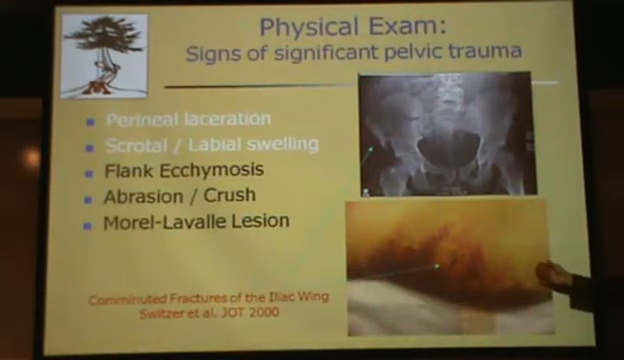 Physical Exam:
Signs of significant pelvic trauma
Perineal laceration
Scrotal / Labial swelling
Flank Ecchymosis
Abrasion / Crush
Morel-Lavalle Lesion
Comminuted Fractures of the Iliac Wing
Switzer et al. JOT 2000